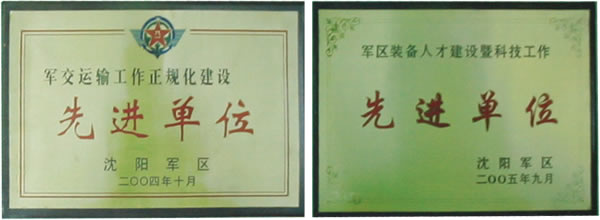 军交运输工作正规化建设
先进单位
沈阳军区
二〇〇四年十月
军区装备人才建设暨科技工作
先进单位
沈阳军区
二〇〇五年九月